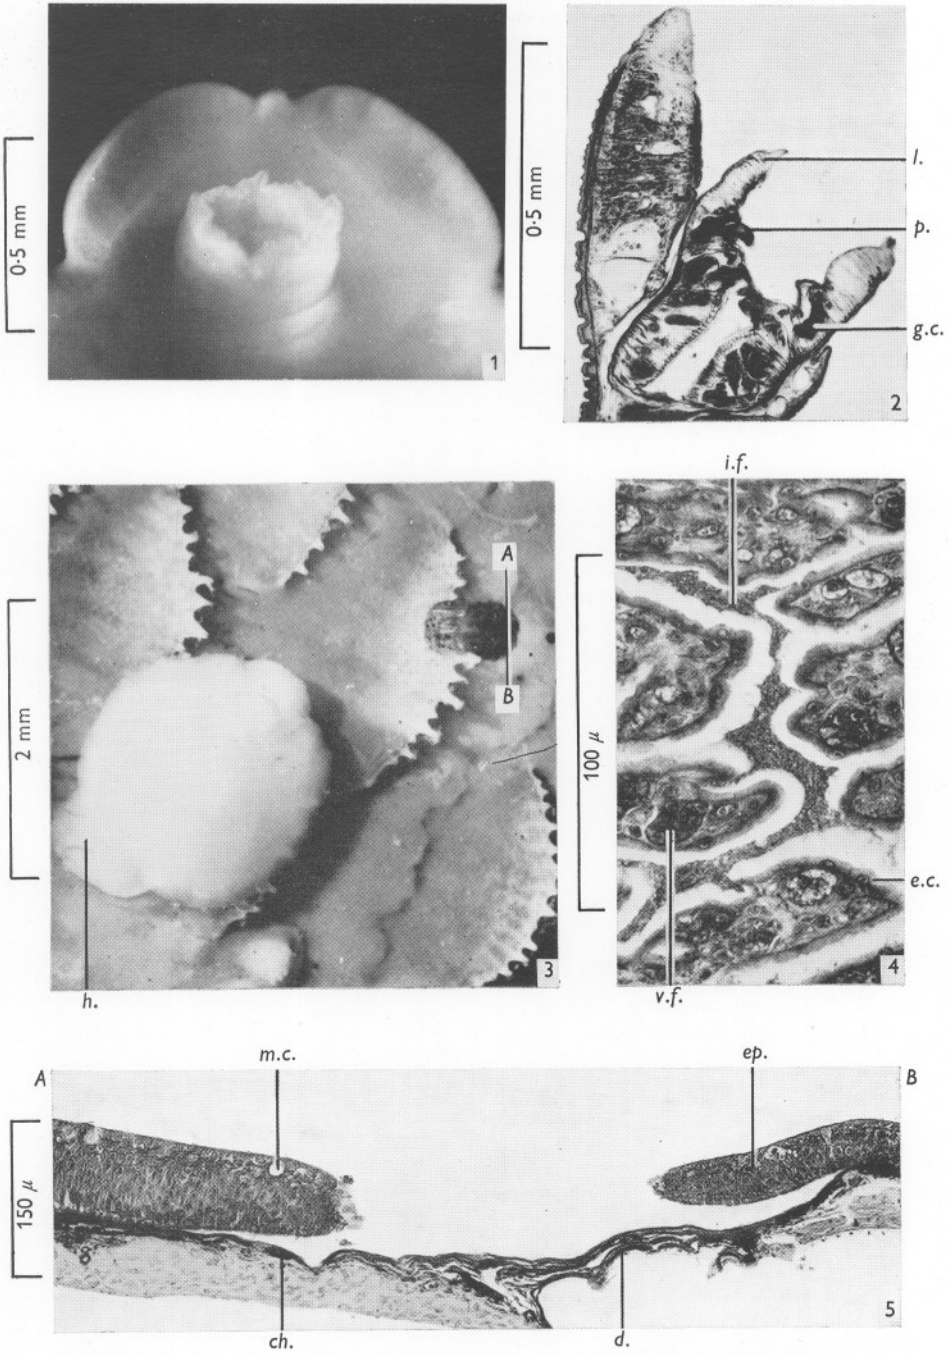 0·5 mm
1
0·5 mm
l.
p.
g.c.
2
2 mm
A
B
h.
3
i.f.
100 μ
e.c.
v.f.
4
A
m.c.
ep.
B
150 μ
ch.
d.
5